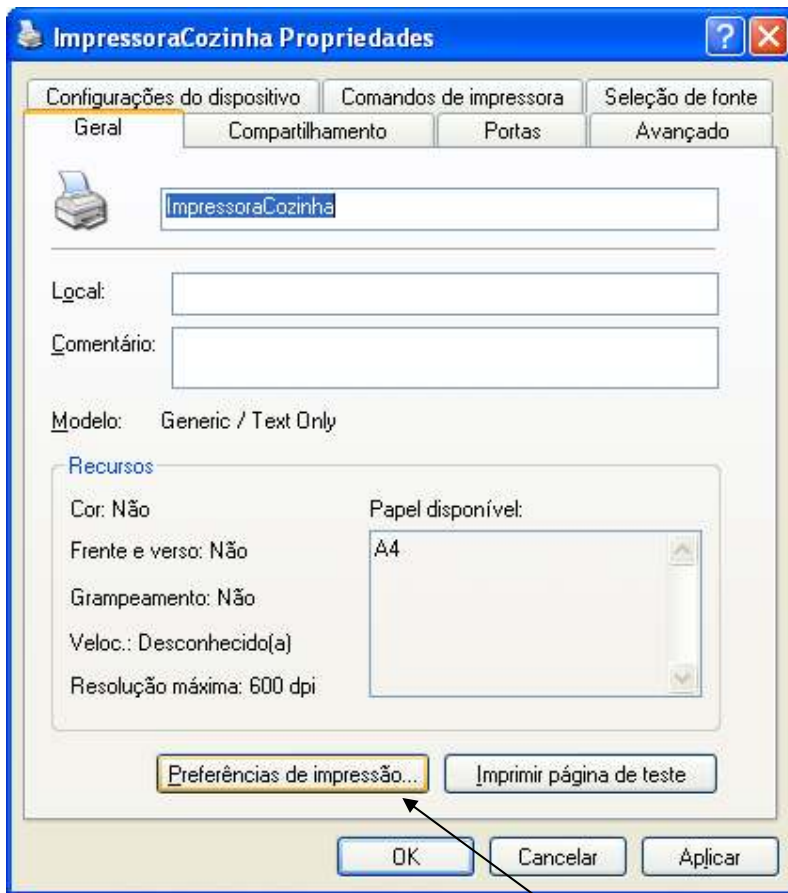 ImpressoraCozinha Propriedades
Configurações do dispositivo Comandos de impressora Seleção de fonte
Geral Compartilhamento Portas Avançado
ImpressoraCozinha
Local:
Comentário:
Modelo: Generic / Text Only
Recursos
Cor: Não
Papel disponível:
Frente e verso: Não
A4
Grampeamento: Não
Veloc.: Desconhecido(a)
Resolução máxima: 600 dpi
Preferências de impressão... Imprimir página de teste
OK Cancelar Aplicar